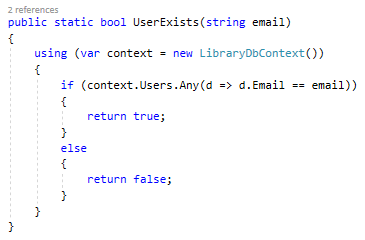 2 references
public static bool UserExists(string email)
{
    using (var context = new LibraryDbContext())
    {
        if (context.Users.Any(d => d.Email == email))
        {
            return true;
        }
        else
        {
            return false;
        }
    }
}